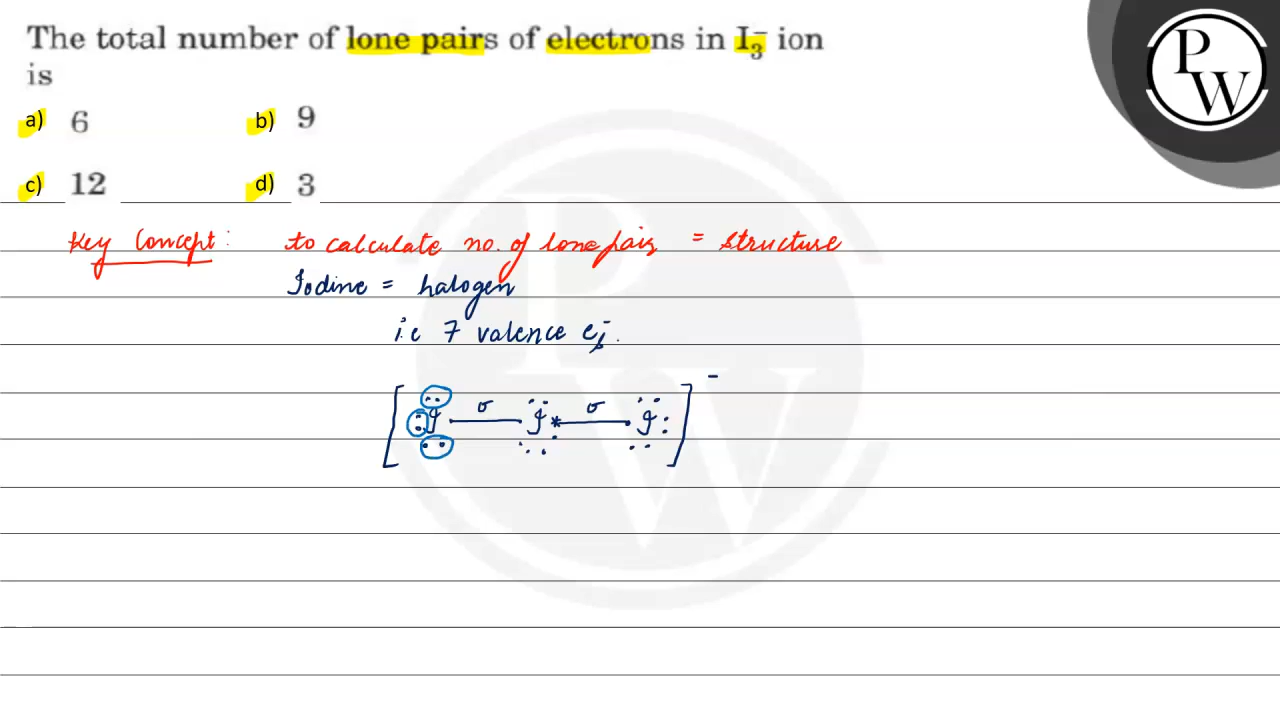 The total number of lone pairs of electrons in I₃⁻ ion
is
a) 6 b) 9
c) 12 d) 3
Key Concept: to calculate no. of lone pairs = structure
Iodine = halogen
i.e 7 valence e⁻s.
[I σ I * σ I]⁻
P
W
PW